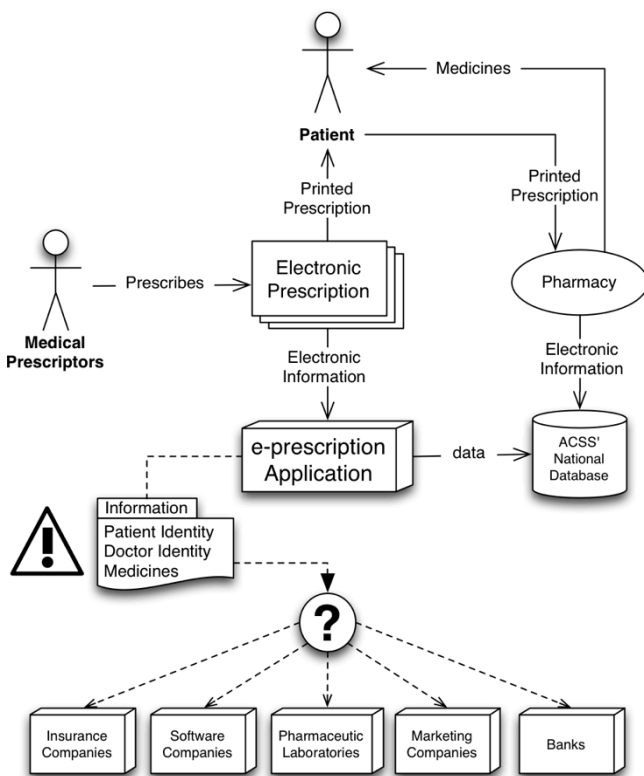 Medicines
Patient
Printed
Prescription
Printed
Prescription
Electronic
Prescription
Prescribes
Pharmacy
Medical
Prescriptors
Electronic
Information
Electronic
Information
e-prescription
Application
data
ACSS'
National
Database
Information
Patient Identity
Doctor Identity
Medicines
!
?
Insurance
Companies
Software
Companies
Pharmaceutic
Laboratories
Marketing
Companies
Banks